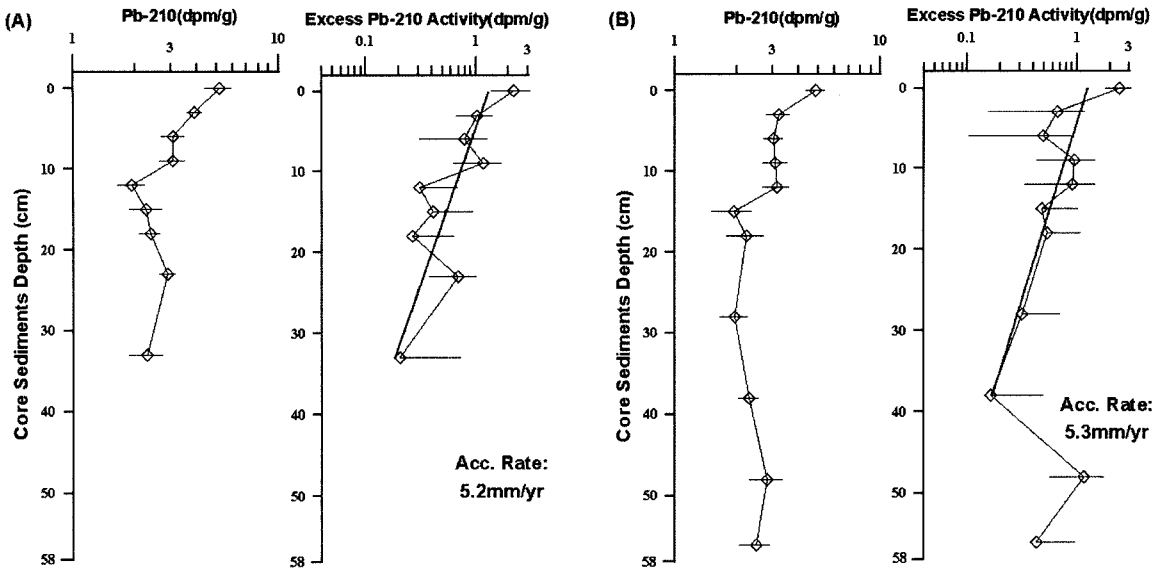 (A)
Pb-210(dpm/g)
1 3 10
Core Sediments Depth (cm)
0
10
20
30
40
50
58
Excess Pb-210 Activity(dpm/g)
0.1 1 3
0
10
20
30
40
50
58
Acc. Rate:
5.2mm/yr
(B)
Pb-210(dpm/g)
1 3 10
Core Sediments Depth (cm)
0
10
20
30
40
50
58
Excess Pb-210 Activity(dpm/g)
0.1 1 3
0
10
20
30
40
50
58
Acc. Rate:
5.3mm/yr